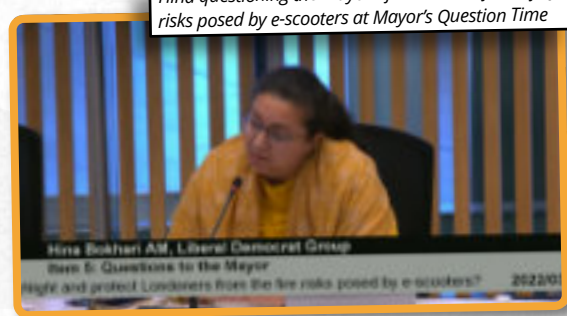 risks posed by e-scooters at Mayor's Question Time
Hina Bokhari AM, Liberal Democrat Group
Item 5: Questions to the Mayor
and protect Londoners from the fire risks posed by e-scooters? 2022/0